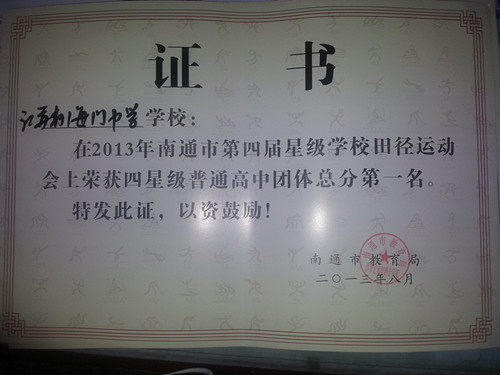 证 书
江苏省海门中学学校：
在2013年南通市第四届星级学校田径运动
会上荣获四星级普通高中团体总分第一名。
特发此证，以资鼓励！
南通市教育局
二〇一三年八月